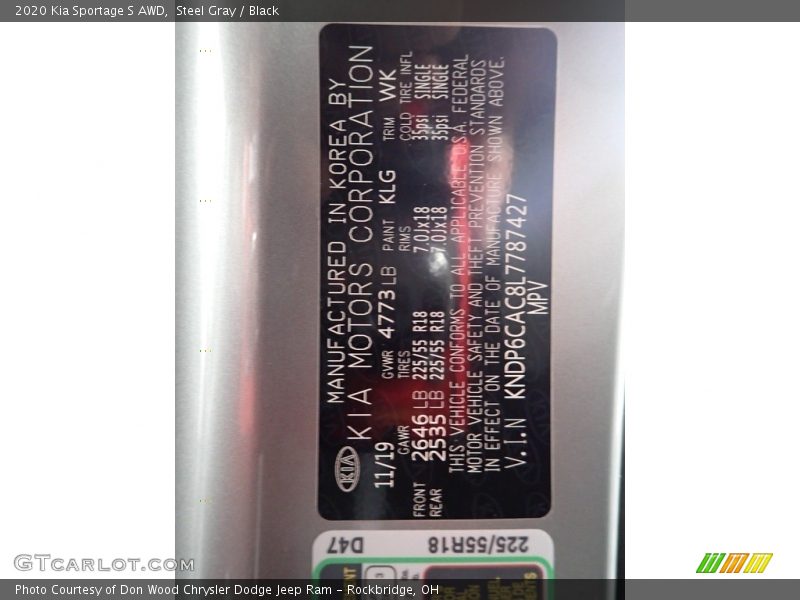 2020 Kia Sportage S AWD, Steel Gray / Black
MANUFACTURED IN KOREA BY
KIA KIA MOTORS CORPORATION
11/19 GVWR 4773 LB PAINT KLG TRIM WK
GAWR TIRES RIMS COLD TIRE INFL
FRONT 2646 LB 225/55 R18 7.0Jx18 35psi SINGLE
REAR 2535 LB 225/55 R18 7.0Jx18 35psi SINGLE
THIS VEHICLE CONFORMS TO ALL APPLICABLE U.S.A. FEDERAL
MOTOR VEHICLE SAFETY AND THEFT PREVENTION STANDARDS
IN EFFECT ON THE DATE OF MANUFACTURE SHOWN ABOVE.
V.I.N KNDP6CAC8L7787427
MPV
225/55R18 D47
GTCarLot.com
Photo Courtesy of Don Wood Chrysler Dodge Jeep Ram - Rockbridge, OH